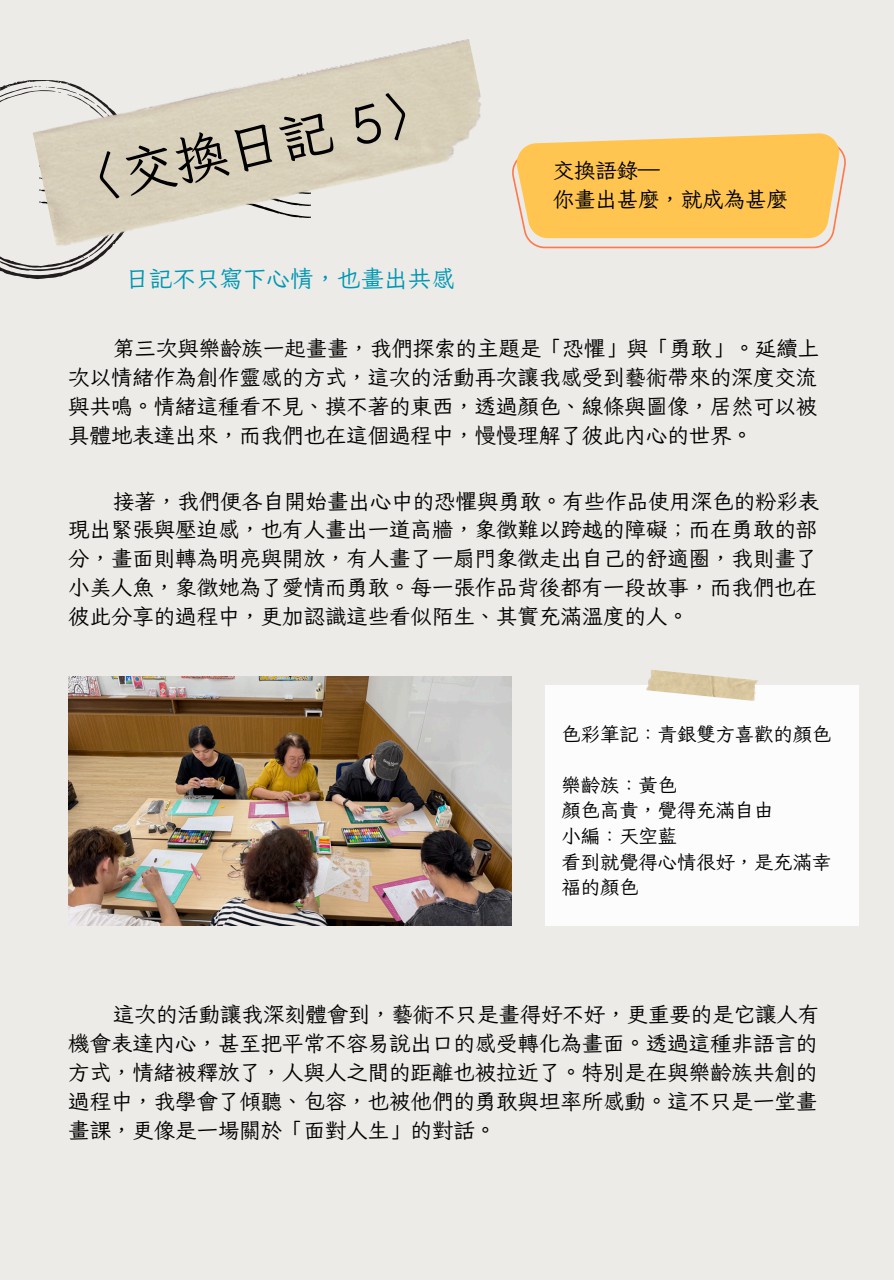 〈交換日記 5〉
交換語錄—
你畫出甚麼，就成為甚麼
日記不只寫下心情，也畫出共感
第三次與樂齡族一起畫畫，我們探索的主題是「恐懼」與「勇敢」。延續上
次以情緒作為創作靈感的方式，這次的活動再次讓我感受到藝術帶來的深度交流
與共鳴。情緒這種看不見、摸不著的東西，透過顏色、線條與圖像，居然可以被
具體地表達出來，而我們也在這個過程中，慢慢理解了彼此內心的世界。
接著，我們便各自開始畫出心中的恐懼與勇敢。有些作品使用深色的粉彩表
現出緊張與壓迫感，也有人畫出一道高牆，象徵難以跨越的障礙；而在勇敢的部
分，畫面則轉為明亮與開放，有人畫了一扇門象徵走出自己的舒適圈，我則畫了
小美人魚，象徵她為了愛情而勇敢。每一張作品背後都有一段故事，而我們也在
彼此分享的過程中，更加認識這些看似陌生、其實充滿溫度的人。
色彩筆記：青銀雙方喜歡的顏色
樂齡族：黃色
顏色高貴，覺得充滿自由
小編：天空藍
看到就覺得心情很好，是充滿幸
福的顏色
這次的活動讓我深刻體會到，藝術不只是畫得好不好，更重要的是它讓人有
機會表達內心，甚至把平常不容易說出口的感受轉化為畫面。透過這種非語言的
方式，情緒被釋放了，人與人之間的距離也被拉近了。特別是在與樂齡族共創的
過程中，我學會了傾聽、包容，也被他們的勇敢與坦率所感動。這不只是一堂畫
畫課，更像是一場關於「面對人生」的對話。